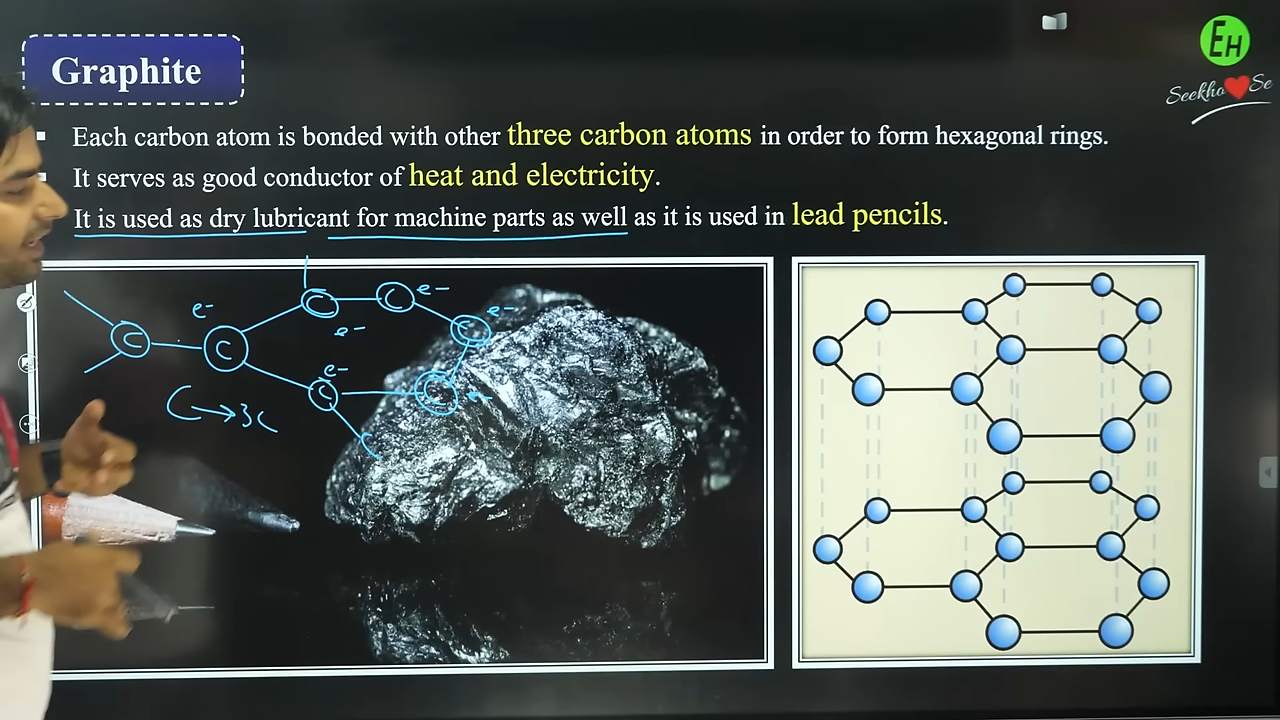 Graphite
EH
Seekho Se
Each carbon atom is bonded with other three carbon atoms in order to form hexagonal rings.
It serves as good conductor of heat and electricity.
It is used as dry lubricant for machine parts as well as it is used in lead pencils.
C C e-
e- e-
C C C
e-
e-
C C
C → 3C
C